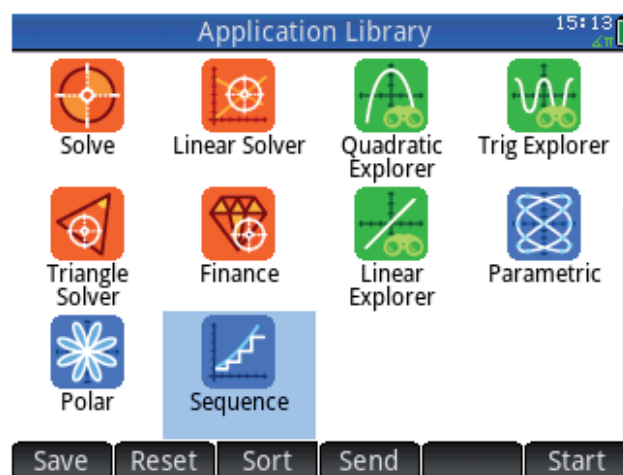 Application Library
15:13
∡π
Solve
Linear Solver
Quadratic
Explorer
Trig Explorer
Triangle
Solver
Finance
Linear
Explorer
Parametric
Polar
Sequence
Save
Reset
Sort
Send
Start